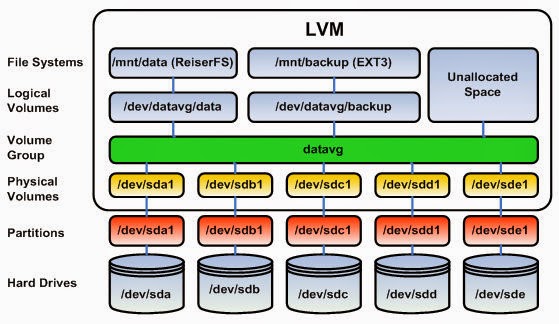 LVM
File Systems
/mnt/data (ReiserFS)
/mnt/backup (EXT3)
Unallocated
Space
Logical
Volumes
/dev/datavg/data
/dev/datavg/backup
Volume
Group
datavg
Physical
Volumes
/dev/sda1
/dev/sdb1
/dev/sdc1
/dev/sdd1
/dev/sde1
Partitions
/dev/sda1
/dev/sdb1
/dev/sdc1
/dev/sdd1
/dev/sde1
Hard Drives
/dev/sda
/dev/sdb
/dev/sdc
/dev/sdd
/dev/sde